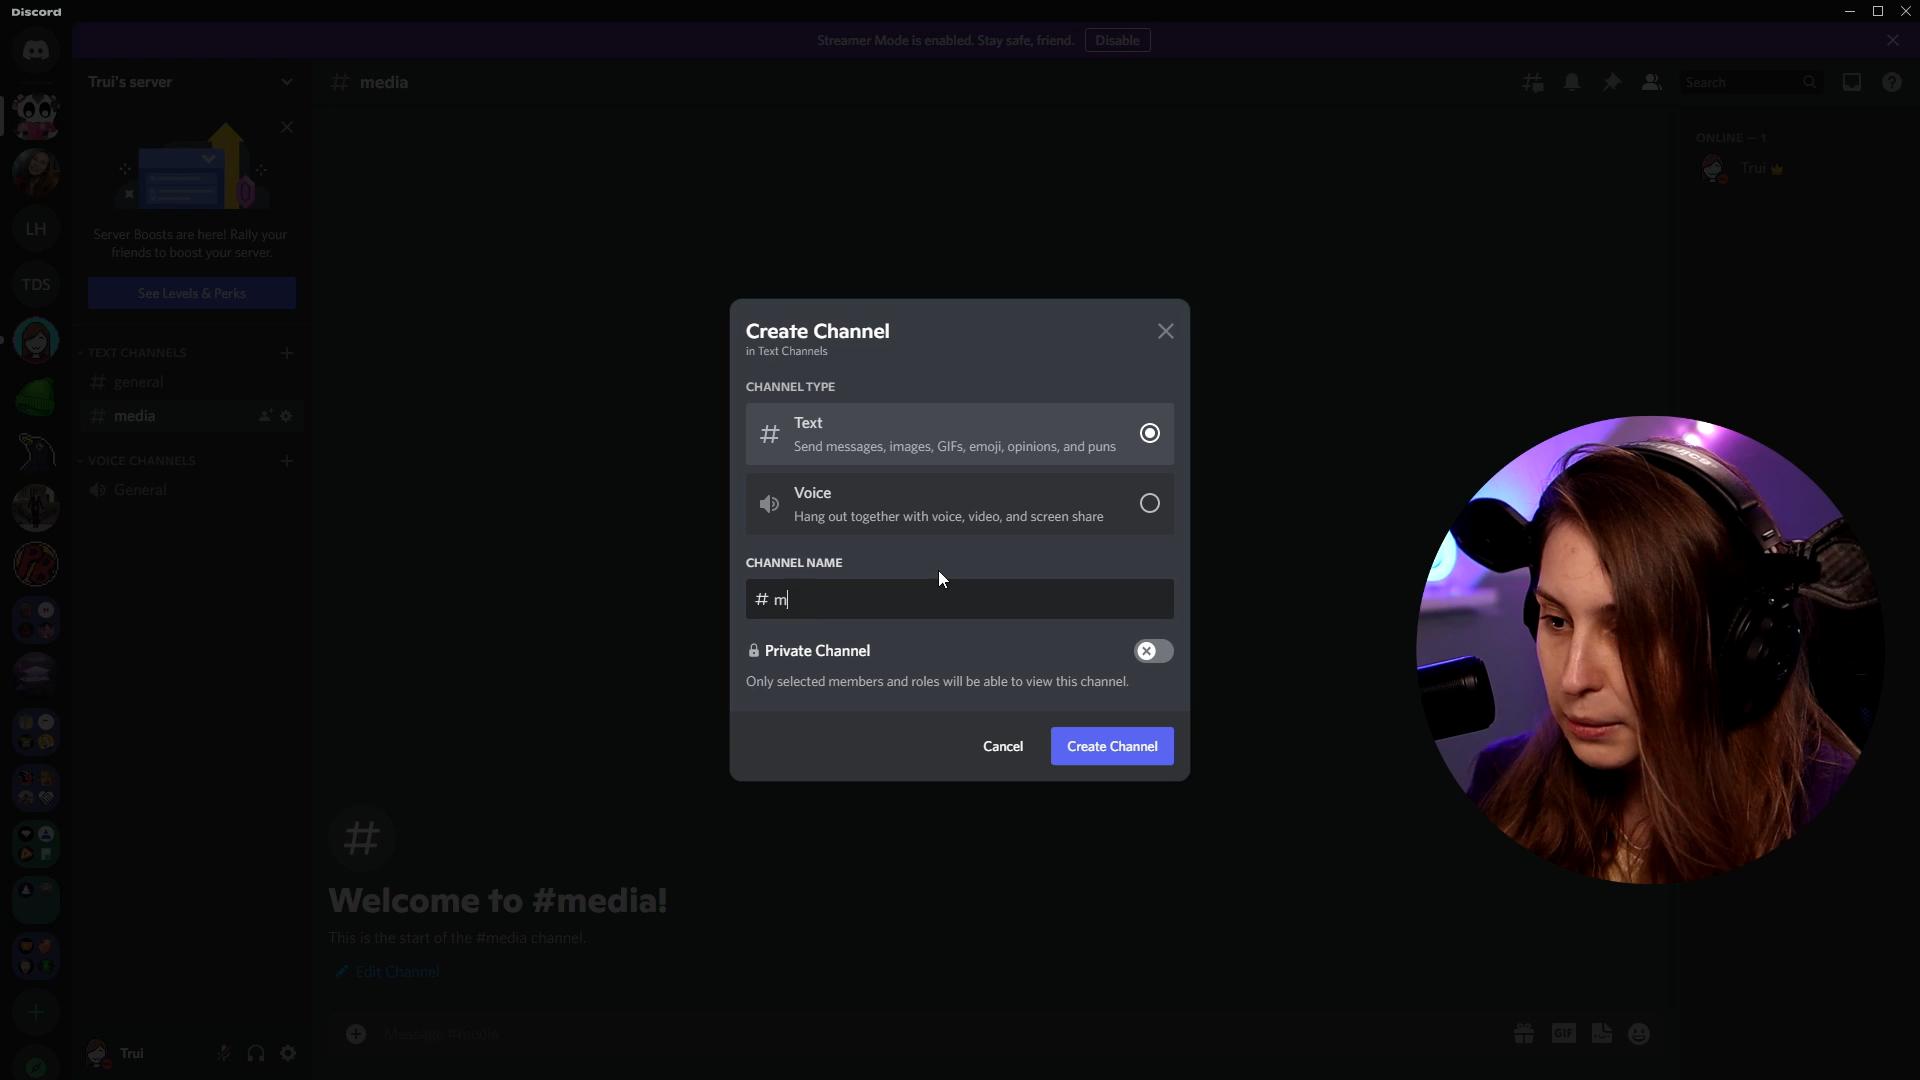 Discord
Streamer Mode is enabled. Stay safe, friend.
Disable
Trui's server
media
Search
ONLINE — 1
Trui
LH
TDS
Server Boosts are here! Rally your
friends to boost your server.
See Levels & Perks
TEXT CHANNELS
general
media
VOICE CHANNELS
General
Create Channel
in Text Channels
CHANNEL TYPE
# Text
Send messages, images, GIFs, emoji, opinions, and puns
Voice
Hang out together with voice, video, and screen share
CHANNEL NAME
# m
Private Channel
Only selected members and roles will be able to view this channel.
Cancel
Create Channel
#
Welcome to #media!
This is the start of the #media channel.
Edit Channel
Message #media
GIF
Trui